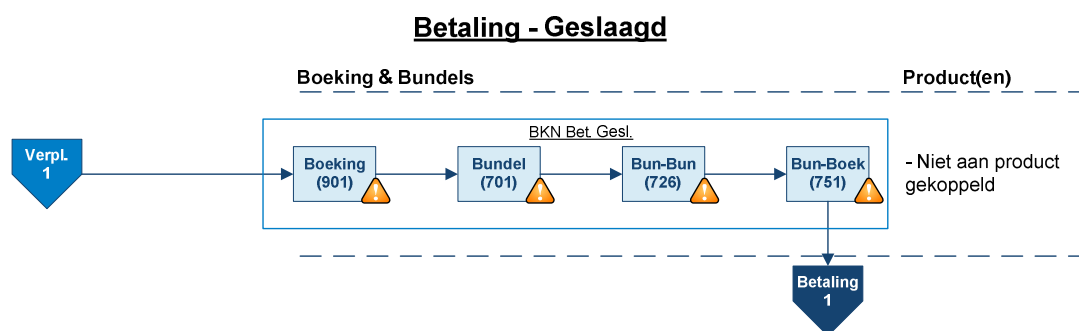 Betaling - Geslaagd
Boeking & Bundels
Product(en)
BKN Bet. Gesl.
Verpl.
1
Boeking
(901)
Bundel
(701)
Bun-Bun
(726)
Bun-Boek
(751)
- Niet aan product
gekoppeld
Betaling
1